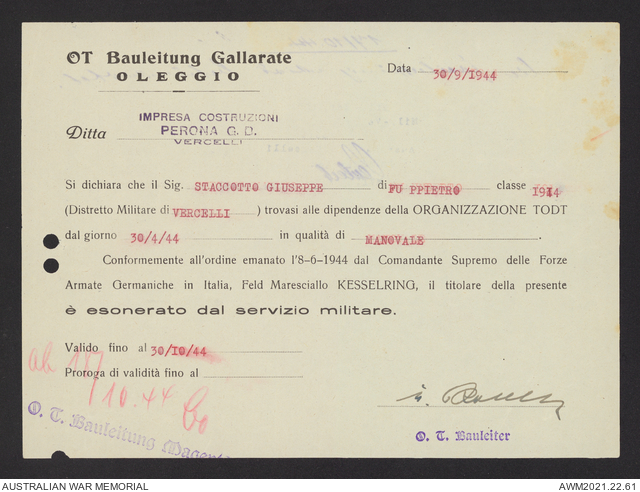 OT Bauleitung Gallarate
OLEGGIO
Data 30/9/1944
Ditta
IMPRESA COSTRUZIONI
PERONA G. D.
VERCELLI
Si dichiara che il Sig. STACCOTTO GIUSEPPE di FU PPIETRO classe 1914
(Distretto Militare di VERCELLI ) trovasi alle dipendenze della ORGANIZZAZIONE TODT
dal giorno 30/4/44 in qualità di MANOVALE .
Conformemente all'ordine emanato l'8-6-1944 dal Comandante Supremo delle Forze
Armate Germaniche in Italia, Feld Maresciallo KESSELRING, il titolare della presente
è esonerato dal servizio militare.
Valido fino al 30/10/44
Proroga di validità fino al
ab
10.44
O. T. Bauleitung
O. T. Bauleiter
AUSTRALIAN WAR MEMORIAL
AWM2021.22.61